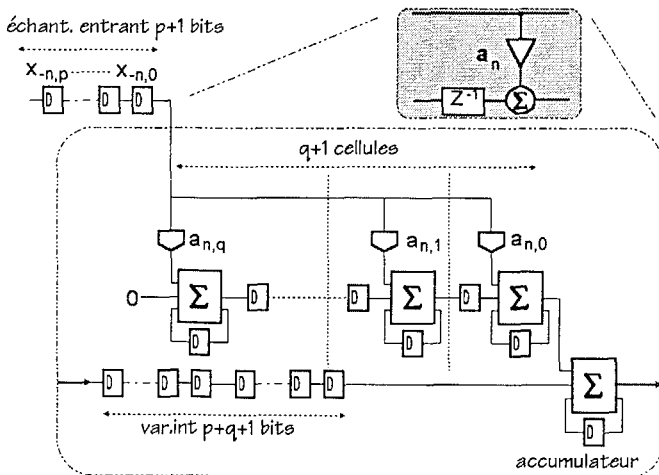 échant. entrant p+1 bits
x-n,p x-n,0
D D D
an
Z-1 Σ
q+1 cellules
an,q an,1 an,0
0 Σ D D Σ D Σ
D D D
D D D D D D Σ
var.int p+q+1 bits
D
accumulateur